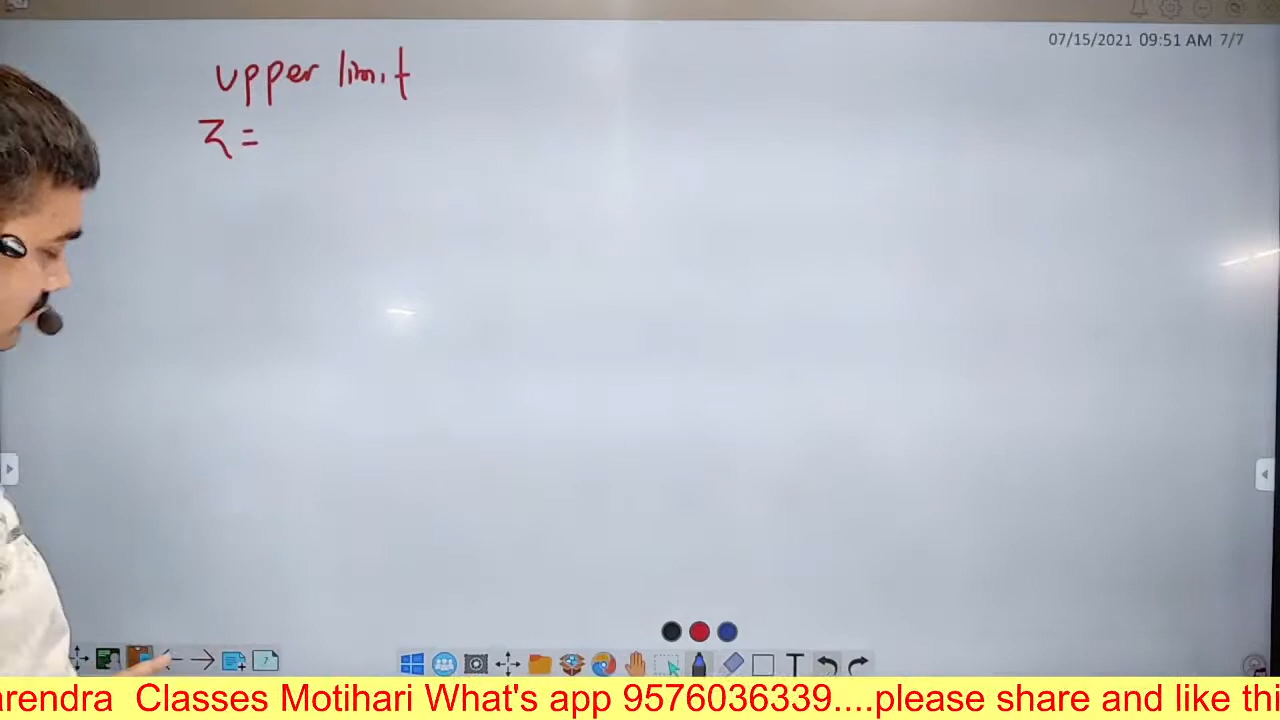 07/15/2021 09:51 AM 7/7
upper limit
Z =
7
arendra Classes Motihari What's app 9576036339....please share and like thi